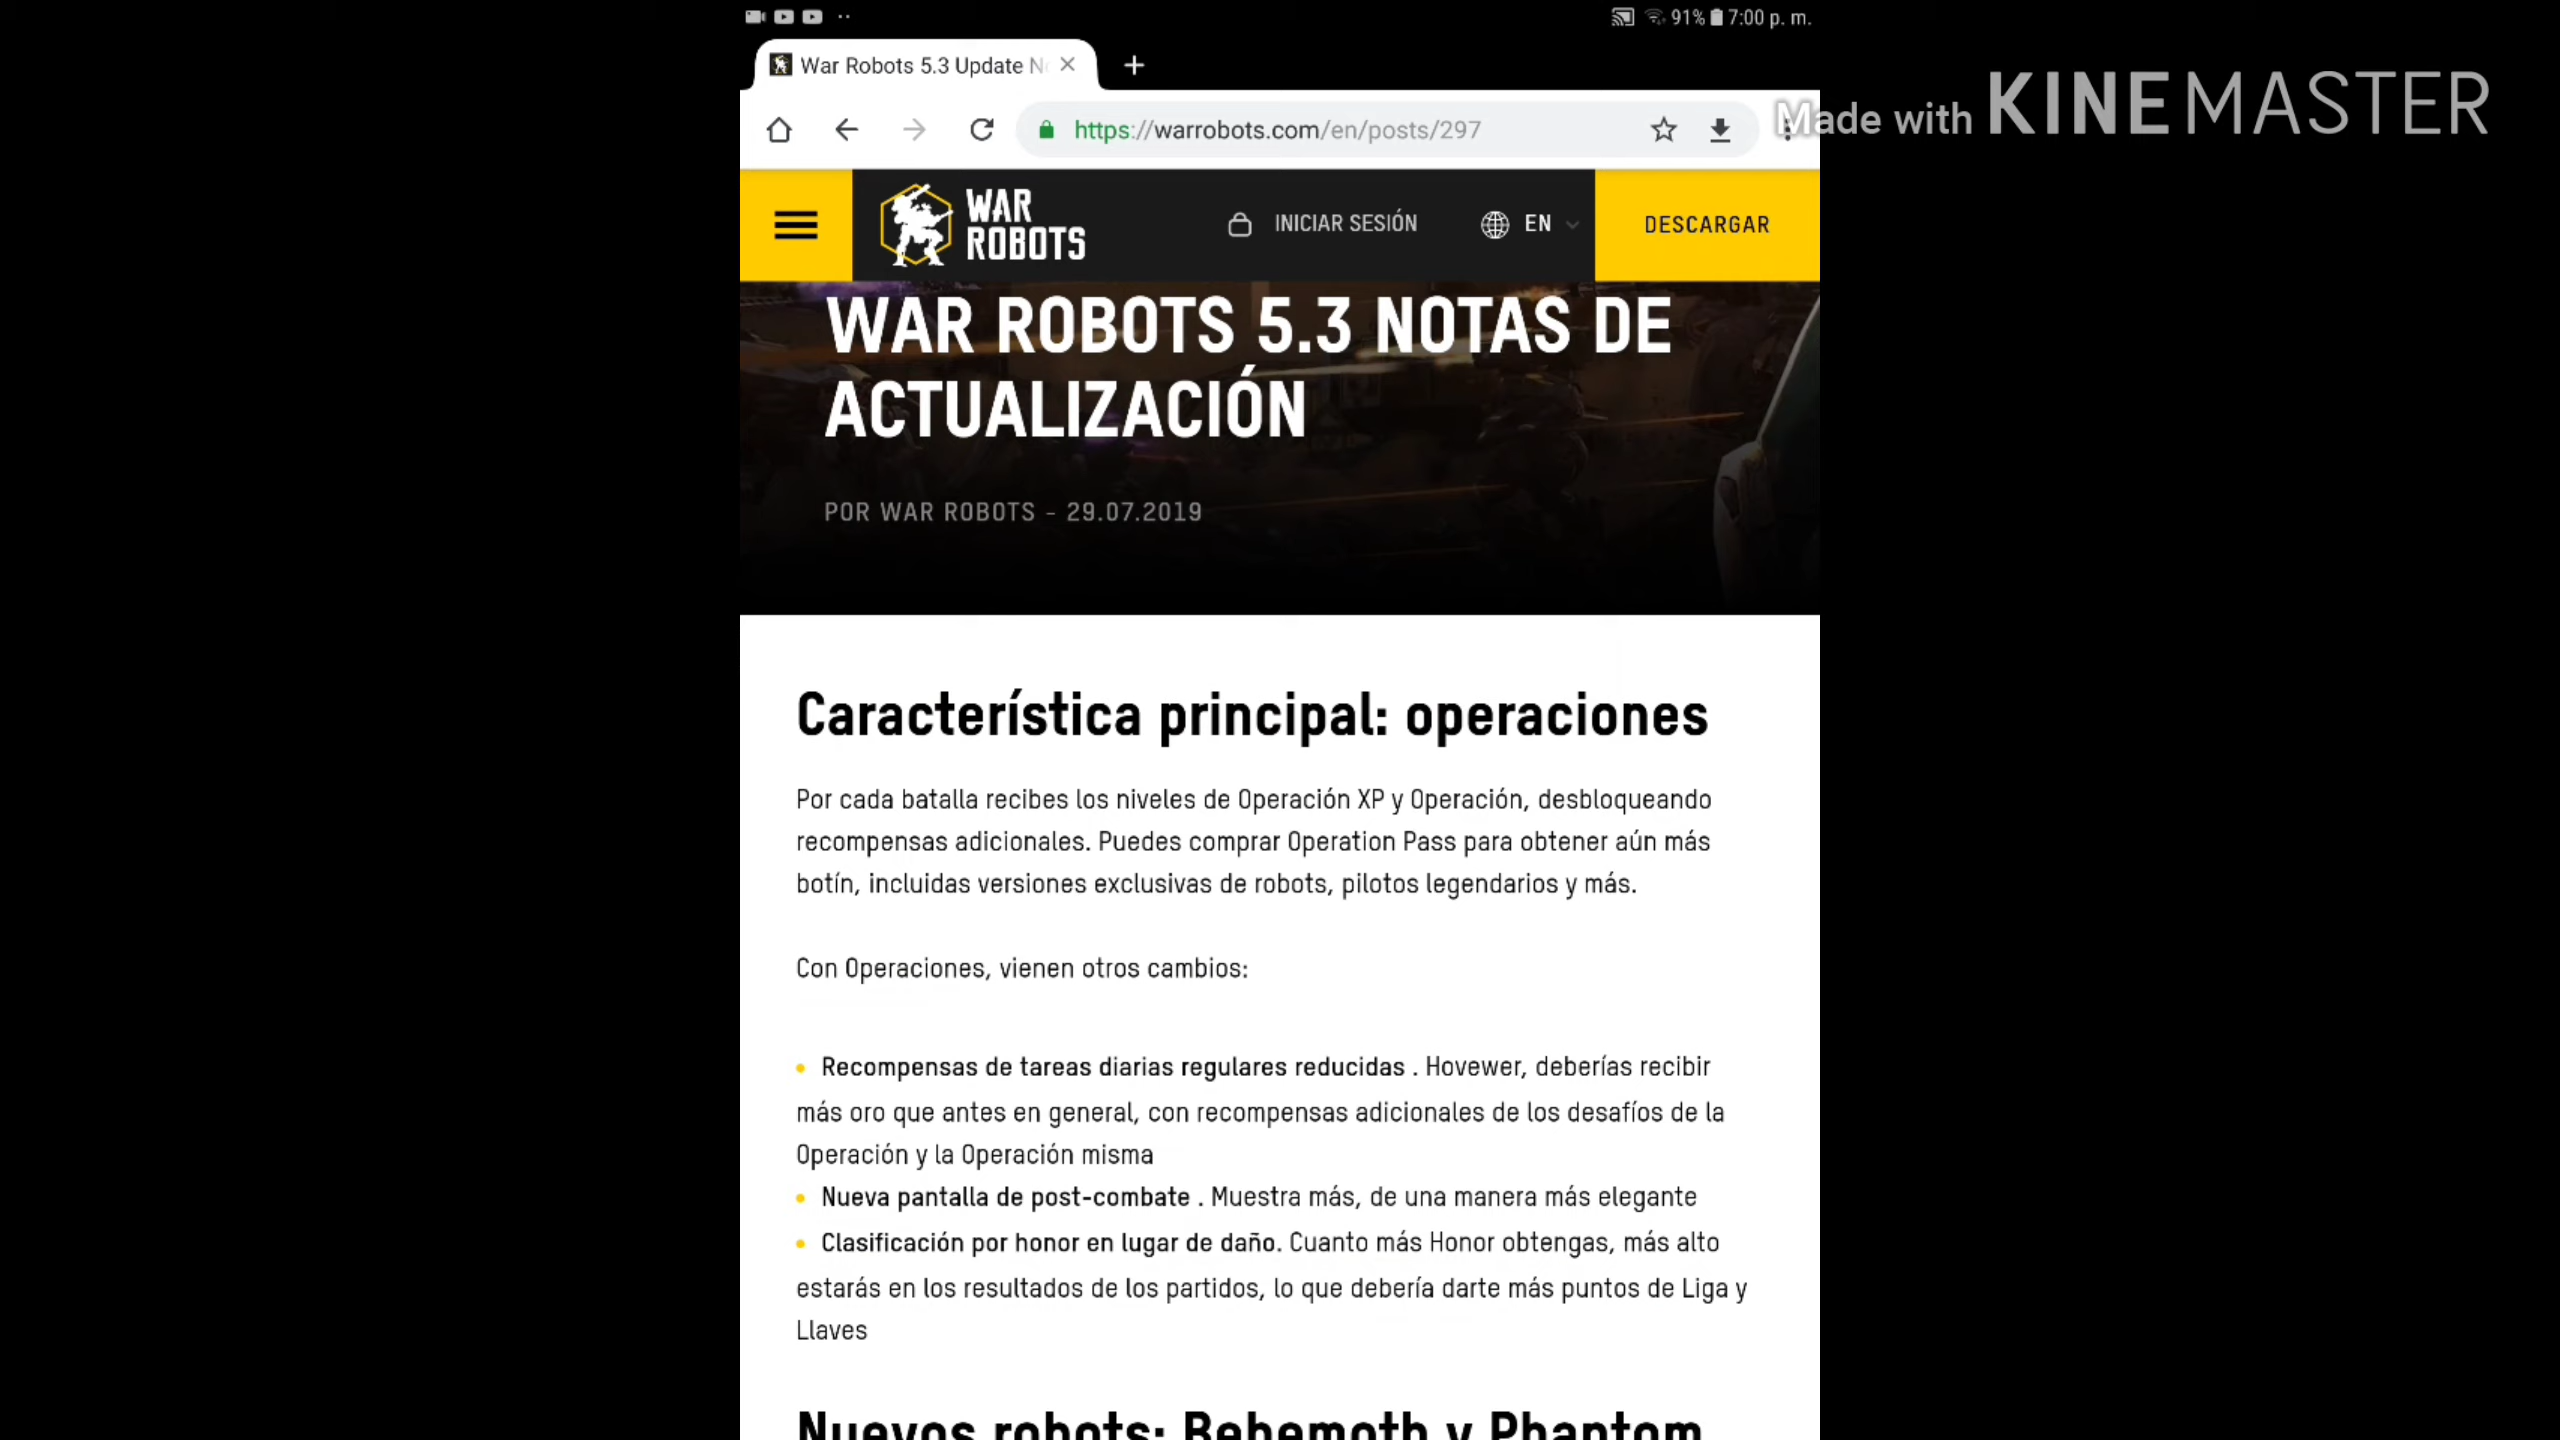 91% 7:00 p. m.
War Robots 5.3 Update N
https://warrobots.com/en/posts/297
Made with KINEMASTER
WAR
ROBOTS
INICIAR SESIÓN
EN
DESCARGAR
WAR ROBOTS 5.3 NOTAS DE
ACTUALIZACIÓN
POR WAR ROBOTS - 29.07.2019
Característica principal: operaciones
Por cada batalla recibes los niveles de Operación XP y Operación, desbloqueando
recompensas adicionales. Puedes comprar Operation Pass para obtener aún más
botín, incluidas versiones exclusivas de robots, pilotos legendarios y más.
Con Operaciones, vienen otros cambios:
• Recompensas de tareas diarias regulares reducidas . Hovewer, deberías recibir
más oro que antes en general, con recompensas adicionales de los desafíos de la
Operación y la Operación misma
• Nueva pantalla de post-combate . Muestra más, de una manera más elegante
• Clasificación por honor en lugar de daño. Cuanto más Honor obtengas, más alto
estarás en los resultados de los partidos, lo que debería darte más puntos de Liga y
Llaves
Nuevos robots: Behemoth y Phantom